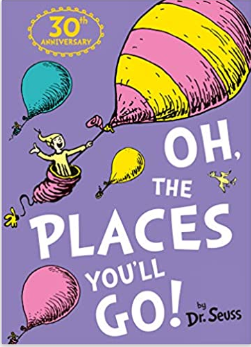 30th
ANNIVERSARY
OH,
THE
PLACES
YOU'LL
GO!
by
Dr. Seuss